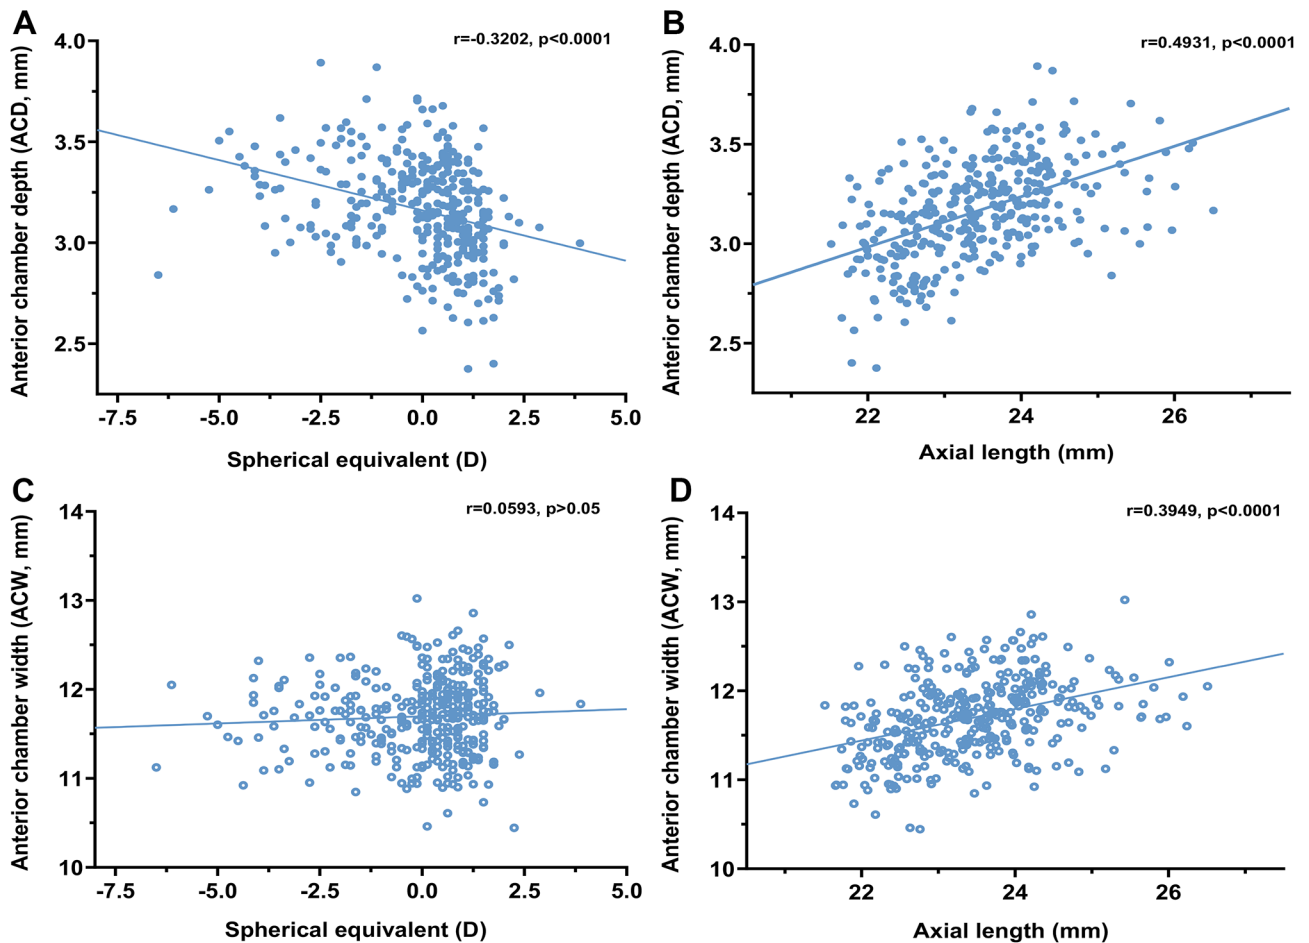 A
r=-0.3202, p<0.0001
Anterior chamber depth (ACD, mm)
4.0
3.5
3.0
2.5
-7.5 -5.0 -2.5 0.0 2.5 5.0
Spherical equivalent (D)
B
r=0.4931, p<0.0001
Anterior chamber depth (ACD, mm)
4.0
3.5
3.0
2.5
22 24 26
Axial length (mm)
C
r=0.0593, p>0.05
Anterior chamber width (ACW, mm)
14
13
12
11
10
-7.5 -5.0 -2.5 0.0 2.5 5.0
Spherical equivalent (D)
D
r=0.3949, p<0.0001
Anterior chamber width (ACW, mm)
14
13
12
11
10
22 24 26
Axial length (mm)